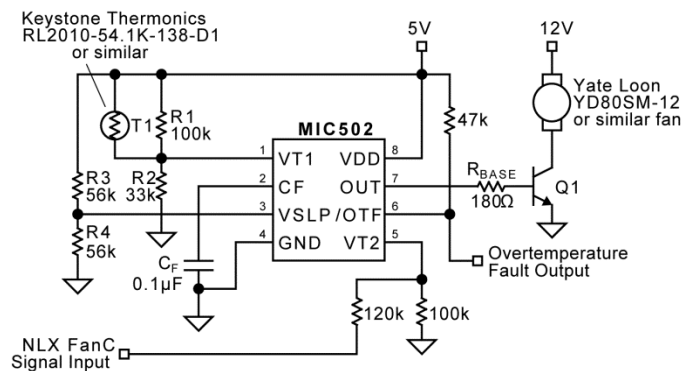 Keystone Thermonics
RL2010-54.1K-138-D1
or similar
5V
12V
Yate Loon
YD80SM-12
or similar fan
T1
R1
100k
47k
MIC502
1
VT1
VDD
8
R3
56k
R2
33k
2
CF
OUT
7
RBASE
180Ω
Q1
3
VSLP
/OTF
6
R4
56k
4
GND
VT2
5
CF
0.1µF
Overtemperature
Fault Output
120k
100k
NLX FanC
Signal Input